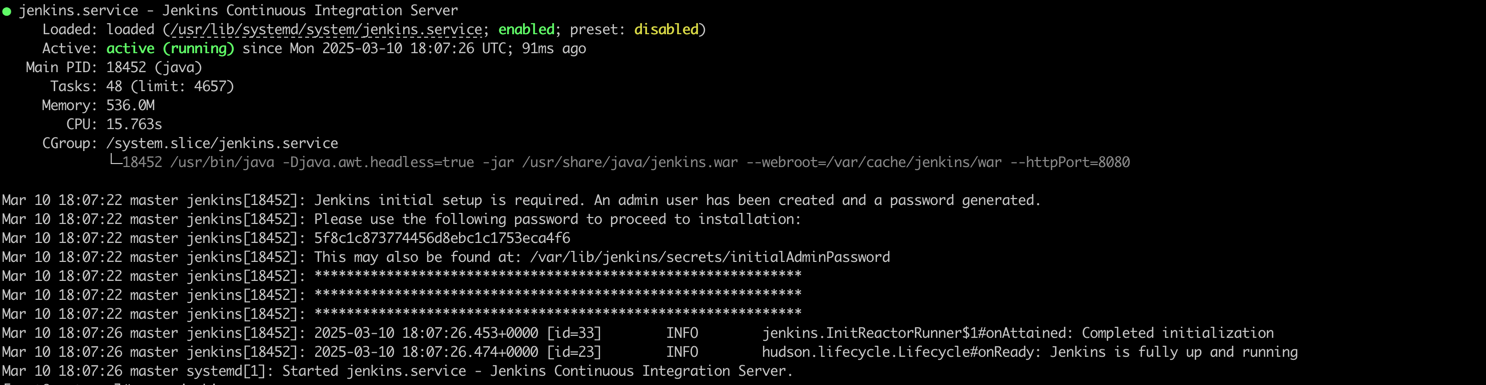 ● jenkins.service - Jenkins Continuous Integration Server
Loaded: loaded (/usr/lib/systemd/system/jenkins.service; enabled; preset: disabled)
Active: active (running) since Mon 2025-03-10 18:07:26 UTC; 91ms ago
Main PID: 18452 (java)
Tasks: 48 (limit: 4657)
Memory: 536.0M
CPU: 15.763s
CGroup: /system.slice/jenkins.service
└─18452 /usr/bin/java -Djava.awt.headless=true -jar /usr/share/java/jenkins.war --webroot=/var/cache/jenkins/war --httpPort=8080
Mar 10 18:07:22 master jenkins[18452]: Jenkins initial setup is required. An admin user has been created and a password generated.
Mar 10 18:07:22 master jenkins[18452]: Please use the following password to proceed to installation:
Mar 10 18:07:22 master jenkins[18452]: 5f8c1c873774456d8ebc1c1753eca4f6
Mar 10 18:07:22 master jenkins[18452]: This may also be found at: /var/lib/jenkins/secrets/initialAdminPassword
Mar 10 18:07:22 master jenkins[18452]: *************************************************************
Mar 10 18:07:22 master jenkins[18452]: *************************************************************
Mar 10 18:07:22 master jenkins[18452]: *************************************************************
Mar 10 18:07:26 master jenkins[18452]: 2025-03-10 18:07:26.453+0000 [id=33]        INFO        jenkins.InitReactorRunner$1#onAttained: Completed initialization
Mar 10 18:07:26 master jenkins[18452]: 2025-03-10 18:07:26.474+0000 [id=23]        INFO        hudson.lifecycle.Lifecycle#onReady: Jenkins is fully up and running
Mar 10 18:07:26 master systemd[1]: Started jenkins.service - Jenkins Continuous Integration Server.